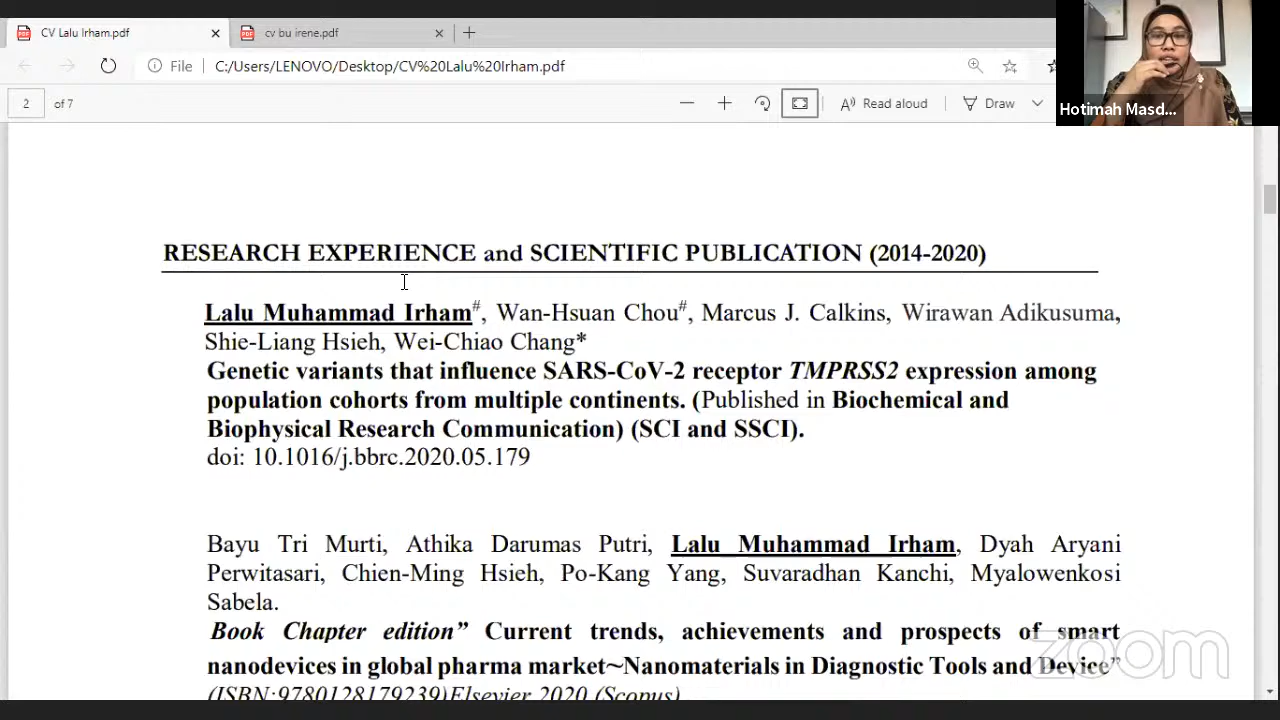 CV Lalu Irham.pdf
cv bu irene.pdf
File
C:/Users/LENOVO/Desktop/CV%20Lalu%20Irham.pdf
2 of 7
Read aloud
Draw
Hotimah Masd...
RESEARCH EXPERIENCE and SCIENTIFIC PUBLICATION (2014-2020)
Lalu Muhammad Irham#, Wan-Hsuan Chou#, Marcus J. Calkins, Wirawan Adikusuma,
Shie-Liang Hsieh, Wei-Chiao Chang*
Genetic variants that influence SARS-CoV-2 receptor TMPRSS2 expression among
population cohorts from multiple continents. (Published in Biochemical and
Biophysical Research Communication) (SCI and SSCI).
doi: 10.1016/j.bbrc.2020.05.179
Bayu Tri Murti, Athika Darumas Putri, Lalu Muhammad Irham, Dyah Aryani
Perwitasari, Chien-Ming Hsieh, Po-Kang Yang, Suvaradhan Kanchi, Myalowenkosi
Sabela.
Book Chapter edition” Current trends, achievements and prospects of smart
nanodevices in global pharma market~Nanomaterials in Diagnostic Tools and Device”
(ISBN:9780128179239)Elsevier 2020 (Scopus)
zoom